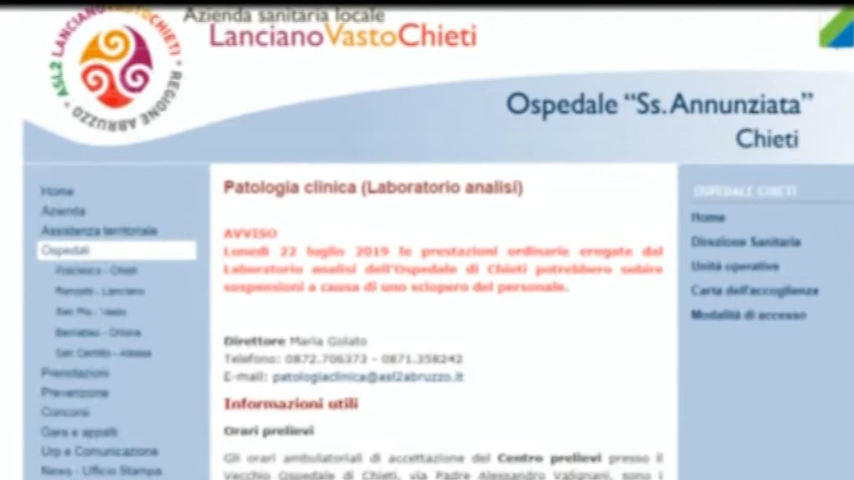 Azienda sanitaria locale
LancianoVastoChieti
ASL2 LANCIANO VASTO CHIETI • REGIONE ABRUZZO •
Ospedale “Ss. Annunziata”
Chieti
Home
Azienda
Assistenza territoriale
Ospedali
Policlinico - Chieti
Renzetti - Lanciano
San Pio - Vasto
Bernabeo - Ortona
San Camillo - Atessa
Prenotazioni
Prevenzione
Concorsi
Gare e appalti
Urp e Comunicazione
News - Ufficio Stampa
Patologia clinica (Laboratorio analisi)
AVVISO
Lunedì 22 luglio 2019 le prestazioni ordinarie erogate dal
Laboratorio analisi dell'Ospedale di Chieti potrebbero subire
sospensioni a causa di uno sciopero del personale.
Direttore Maria Golato
Telefono: 0872.706373 - 0871.358242
E-mail: patologiaclinica@asl2abruzzo.it
Informazioni utili
Orari prelievi
Gli orari ambulatoriali di accettazione del Centro prelievi presso il
Vecchio Ospedale di Chieti, via Padre Alessandro Valignani, sono i
OSPEDALE CHIETI
Home
Direzione Sanitaria
Unità operative
Carta dell'accoglienza
Modalità di accesso